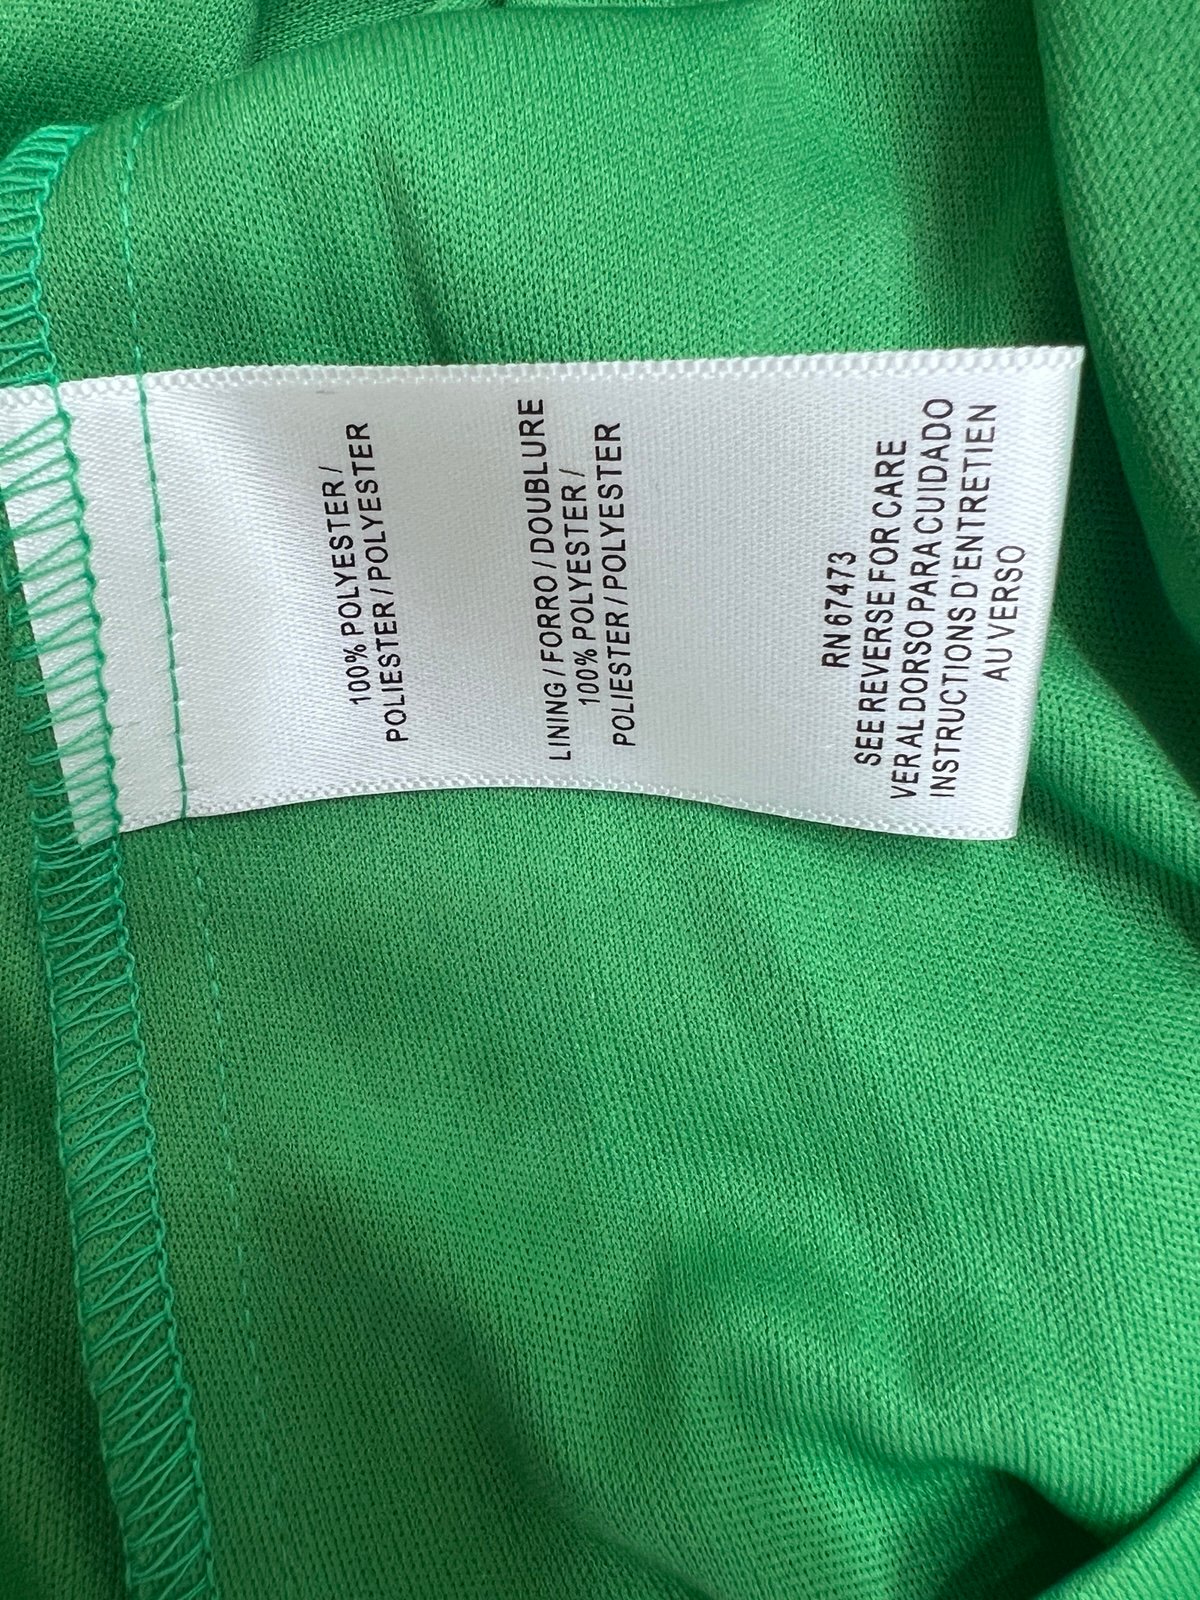 100% POLYESTER /
POLIESTER / POLYESTER
LINING / FORRO / DOUBLURE
100% POLYESTER /
POLIESTER / POLYESTER
RN 67473
SEE REVERSE FOR CARE
VER AL DORSO PARA CUIDADO
INSTRUCTIONS D'ENTRETIEN
AU VERSO